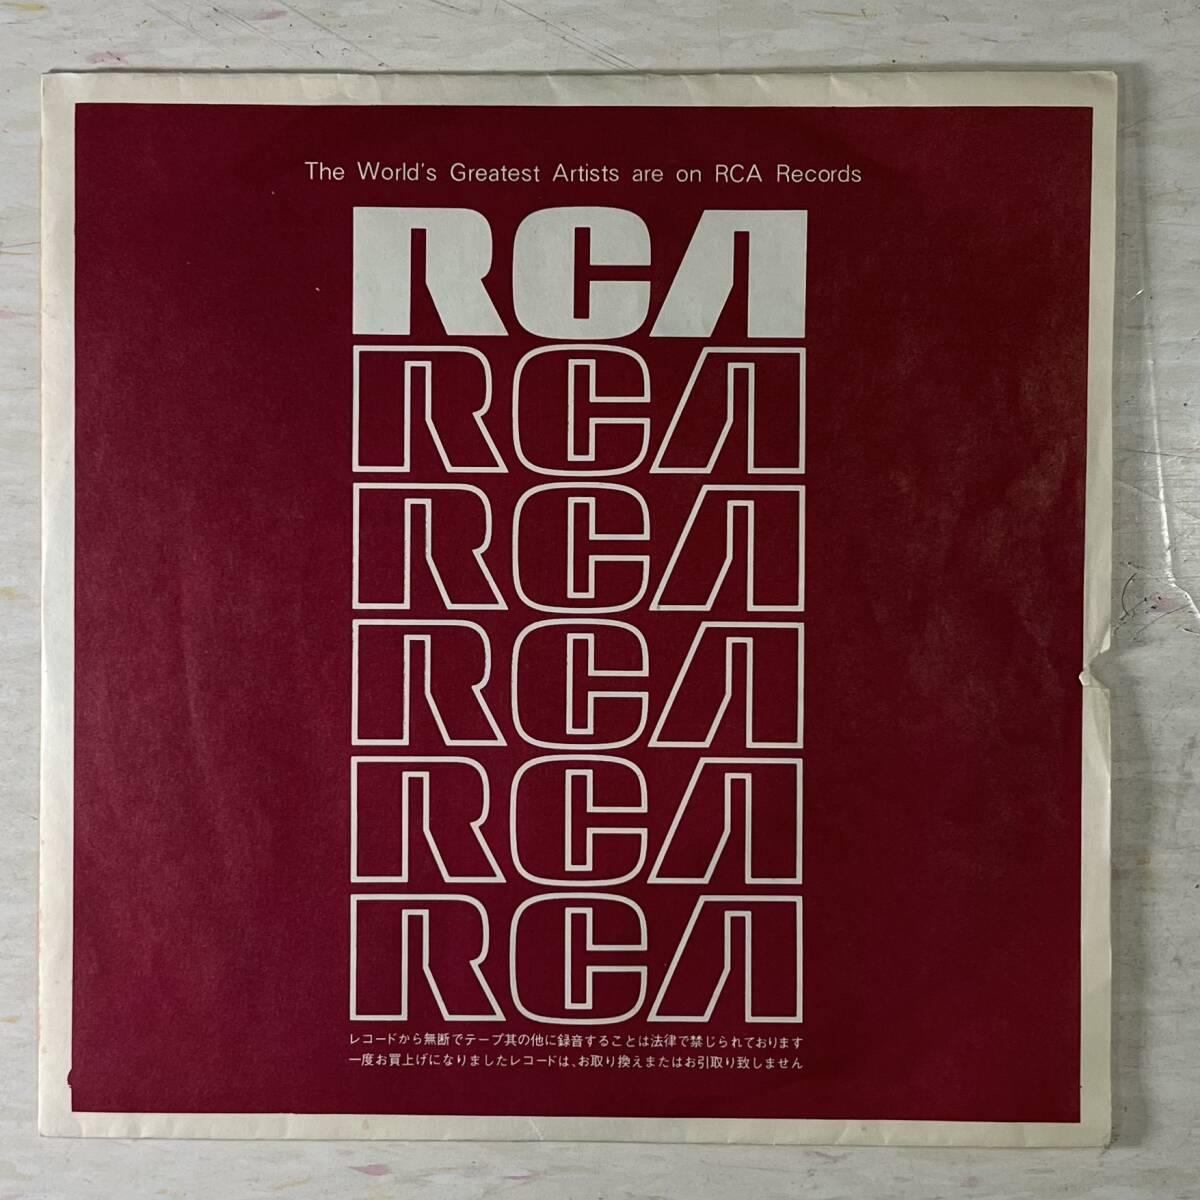 The World's Greatest Artists are on RCA Records
RCA
RCA
RCA
RCA
RCA
RCA
レコードから無断でテープ其の他に録音することは法律で禁じられております
一度お買上げになりましたレコードは、お取り換えまたはお引取り致しません